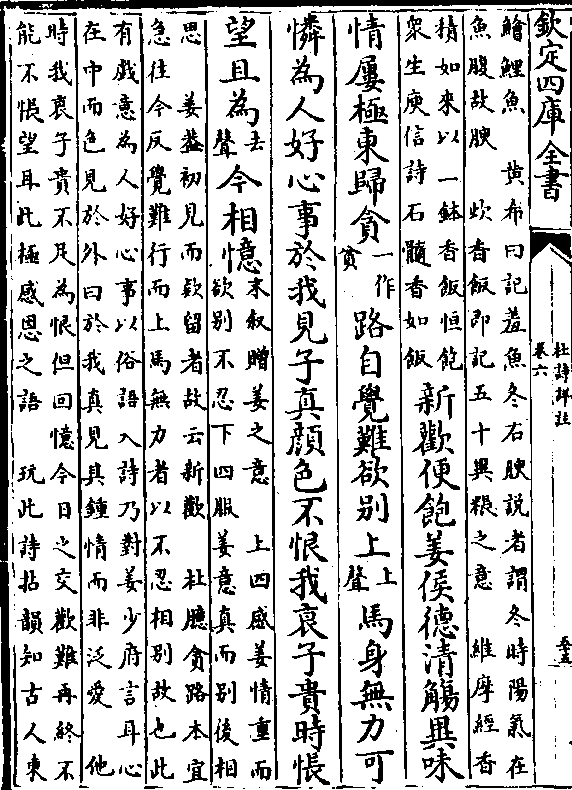 欽定四庫全書
杜詩詳註
卷六
鱠鯉魚　黄希曰記羞魚冬右腴説者謂冬時陽氣在
魚腹故腴　炊香飯即記五十異粻之意　維摩經香
積如來以一鉢香飯恒飽
衆生庾信詩石髓香如飯
新歡便飽姜侯德清觴異味
情屢極東歸貪
一作
貧
路自覺難欲別上
上
聲
馬身無力可
憐為人好心事於我見子真顔色不恨我衰子貴時悵
望且為
去
聲
今相憶
末叙贈姜之意　上四感姜情重而
欲別不忍下四服姜意真而別後相
思　姜蓋初見而欵留者故云新歡　杜臆貪路本宜
急往今反覺難行而上馬無力者以不忍相別故也此
有戲意為人好心事以俗語入詩乃對姜少府言耳心
在中而色見於外曰於我真見其鍾情而非泛愛　他
時我衰子貴不足為恨但回憶今日之交歡難再終不
能不悵望耳此極感恩之語　玩此詩拈韻知古人東